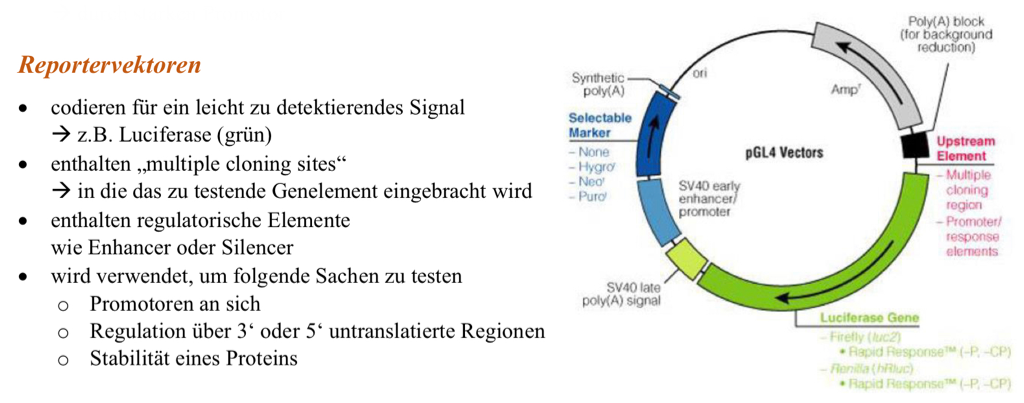 Reportervektoren
• codieren für ein leicht zu detektierendes Signal
→ z.B. Luciferase (grün)
• enthalten „multiple cloning sites“
→ in die das zu testende Genelement eingebracht wird
• enthalten regulatorische Elemente
wie Enhancer oder Silencer
• wird verwendet, um folgende Sachen zu testen
o Promotoren an sich
o Regulation über 3‘ oder 5‘ untranslatierte Regionen
o Stabilität eines Proteins
Poly(A) block
(for background
reduction)
ori
Ampʳ
Synthetic
poly(A)
Selectable
Marker
– None
– Hygroʳ
– Neoʳ
– Puroʳ
pGL4 Vectors
Upstream
Element
– Multiple
cloning
region
– Promoter/
response
elements
SV40 early
enhancer/
promoter
SV40 late
poly(A) signal
Luciferase Gene
– Firefly (luc2)
• Rapid Response™ (–P, –CP)
– Renilla (hRluc)
• Rapid Response™ (–P, –CP)